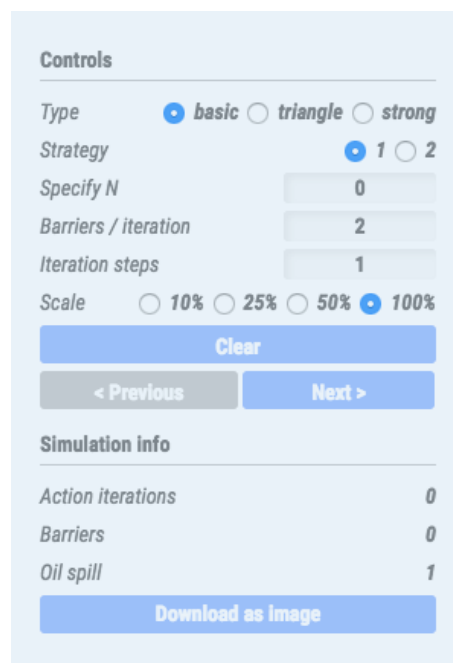 Controls
Type basic triangle strong
Strategy 1 2
Specify N 0
Barriers / iteration 2
Iteration steps 1
Scale 10% 25% 50% 100%
Clear
< Previous Next >
Simulation info
Action iterations 0
Barriers 0
Oil spill 1
Download as image